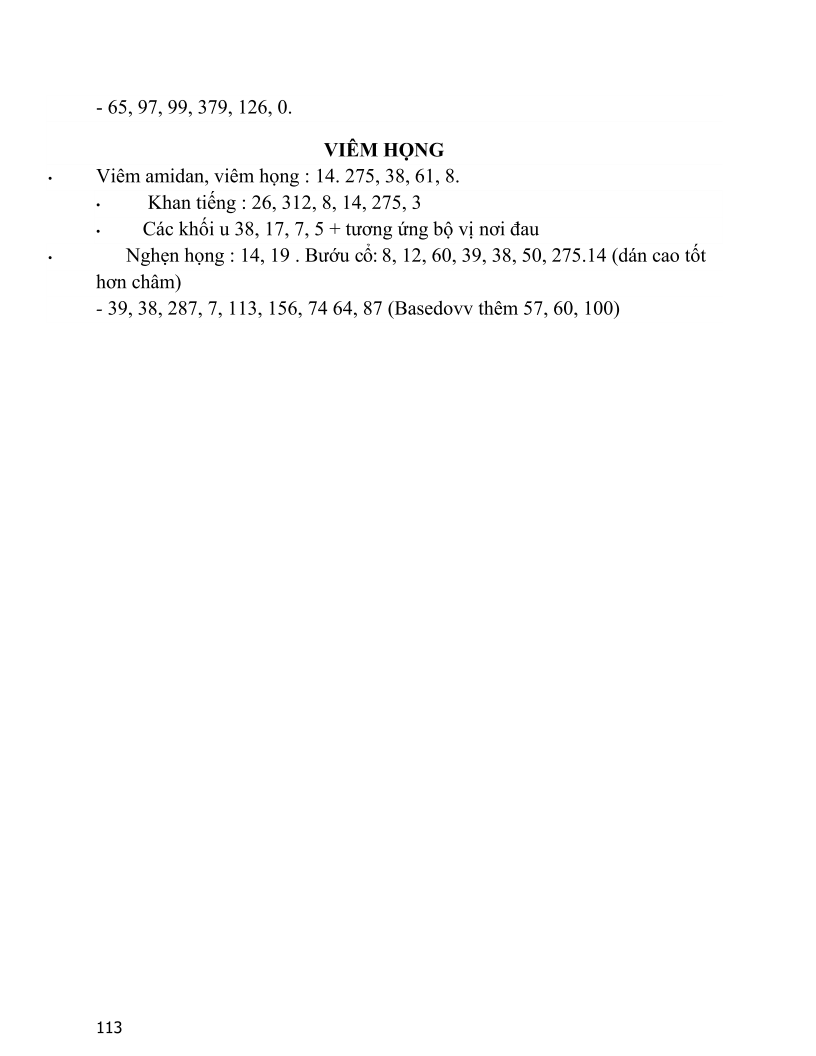 - 65, 97, 99, 379, 126, 0.
VIÊM HỌNG
• Viêm amidan, viêm họng : 14. 275, 38, 61, 8.
• Khan tiếng : 26, 312, 8, 14, 275, 3
• Các khối u 38, 17, 7, 5 + tương ứng bộ vị nơi đau
• Nghẹn họng : 14, 19 . Bướu cổ: 8, 12, 60, 39, 38, 50, 275.14 (dán cao tốt
hơn châm)
- 39, 38, 287, 7, 113, 156, 74 64, 87 (Basedovv thêm 57, 60, 100)
113